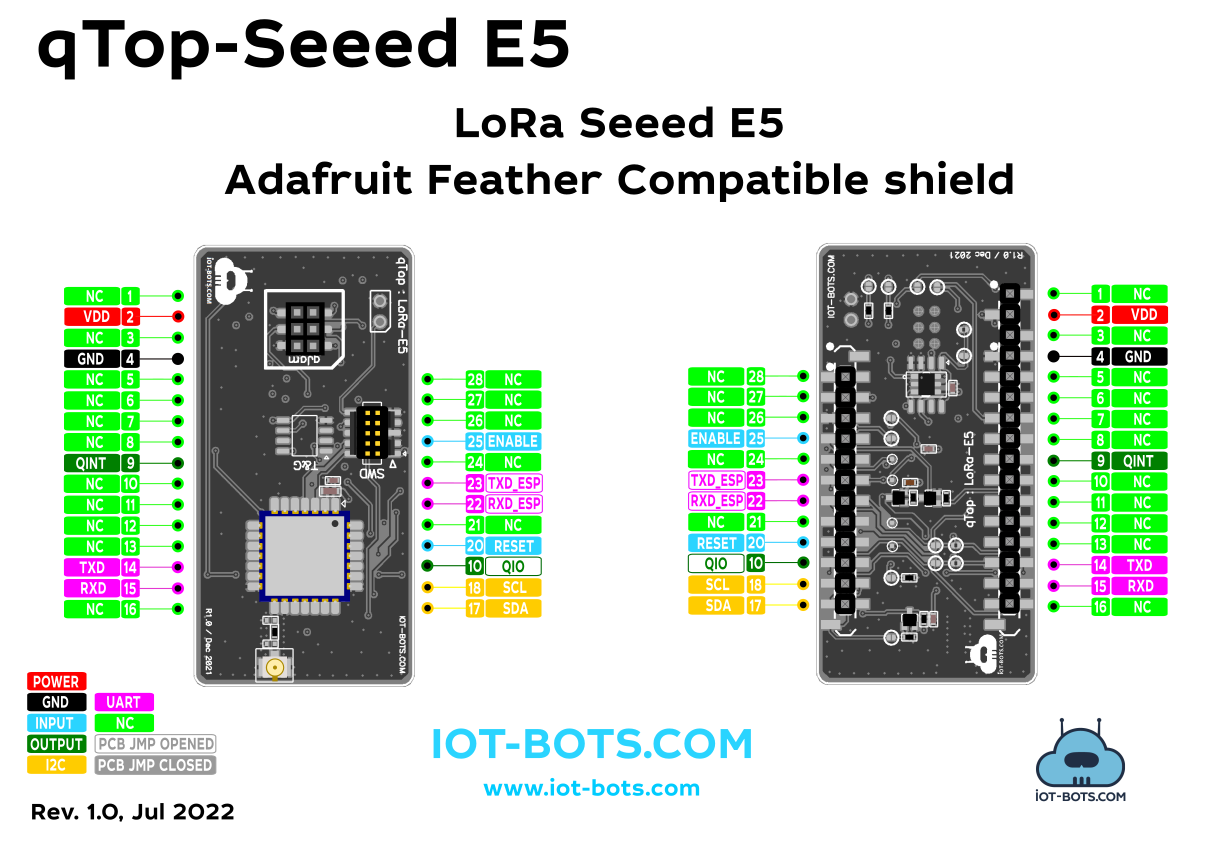 qTop-Seeed E5
LoRa Seeed E5
Adafruit Feather Compatible shield
NC 1
VDD 2
NC 3
GND 4
NC 5
NC 6
NC 7
NC 8
QINT 9
NC 10
NC 11
NC 12
NC 13
TXD 14
RXD 15
NC 16
IOT-BOTS.COM
qTop : LoRa-E5
qJam
T&G
SWD
R1.0 / Dec 2021
IOT-BOTS.COM
28 NC
27 NC
26 NC
25 ENABLE
24 NC
23 TXD_ESP
22 RXD_ESP
21 NC
20 RESET
10 QIO
18 SCL
17 SDA
NC 28
NC 27
NC 26
ENABLE 25
NC 24
TXD_ESP 23
RXD_ESP 22
NC 21
RESET 20
QIO 10
SCL 18
SDA 17
IOT-BOTS.COM
R1.0 / Dec 2021
qTop : LoRa-E5
IOT-BOTS.COM
1 NC
2 VDD
3 NC
4 GND
5 NC
6 NC
7 NC
8 NC
9 QINT
10 NC
11 NC
12 NC
13 NC
14 TXD
15 RXD
16 NC
POWER
GND UART
INPUT NC
OUTPUT PCB JMP OPENED
I2C PCB JMP CLOSED
Rev. 1.0, Jul 2022
IOT-BOTS.COM
www.iot-bots.com
iOT-BOTS.COM